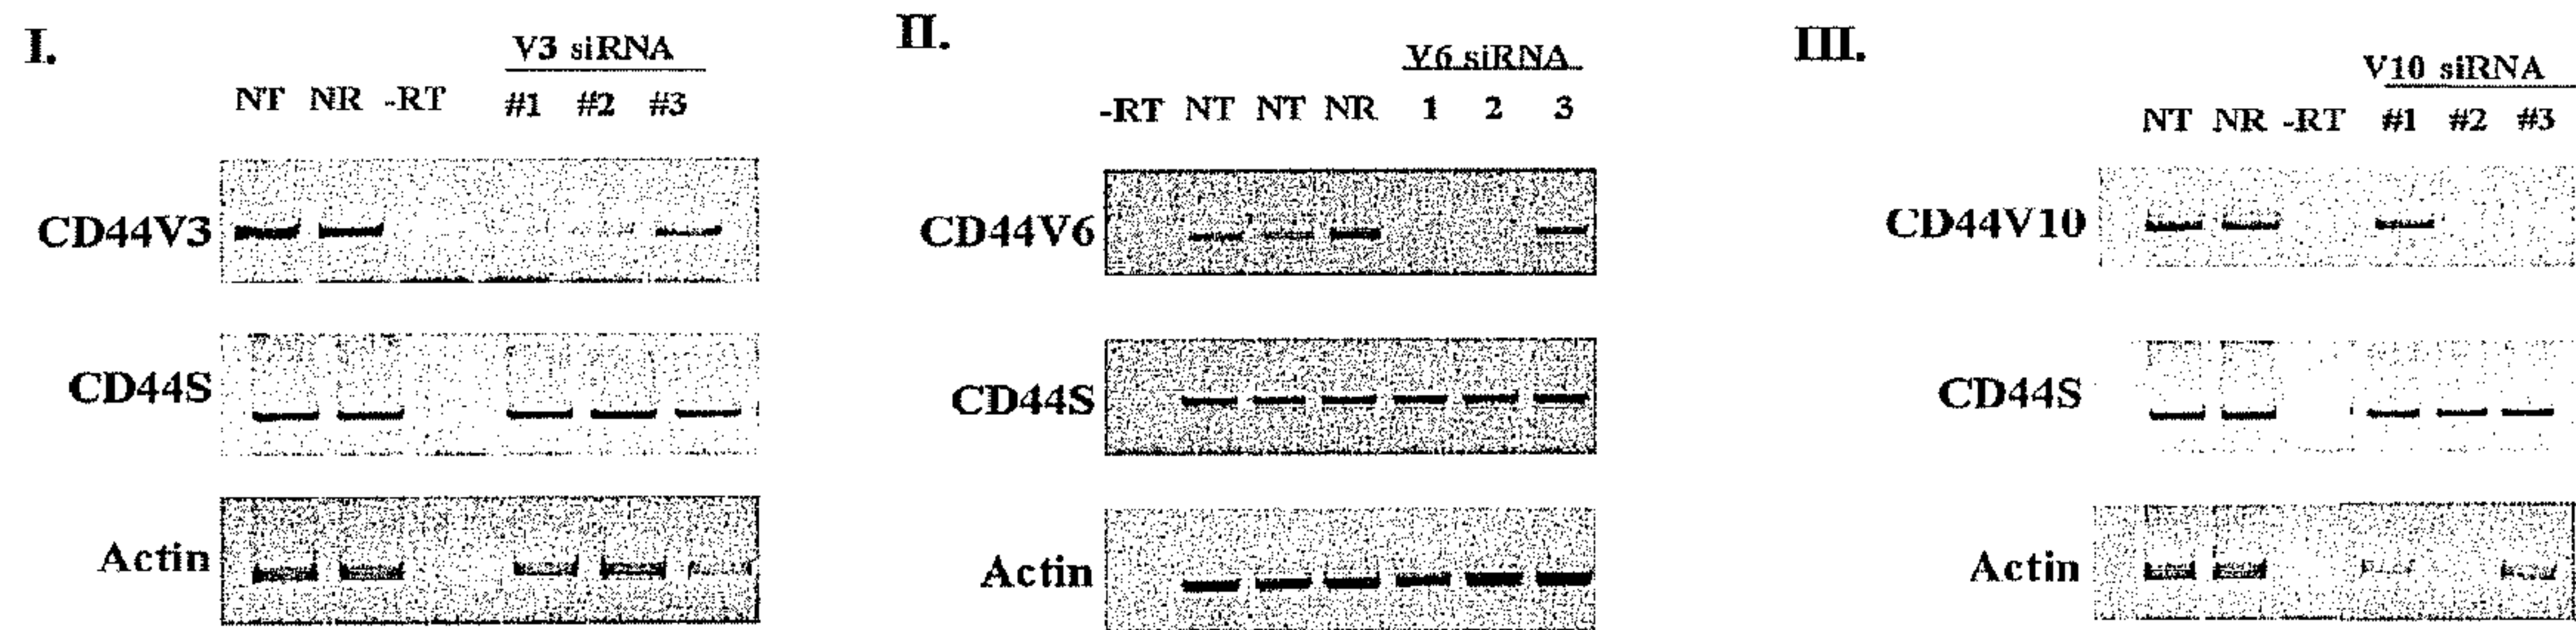 I.
V3 siRNA
NT NR -RT #1 #2 #3
CD44V3
CD44S
Actin
II.
V6 siRNA
-RT NT NT NR 1 2 3
CD44V6
CD44S
Actin
III.
V10 siRNA
NT NR -RT #1 #2 #3
CD44V10
CD44S
Actin